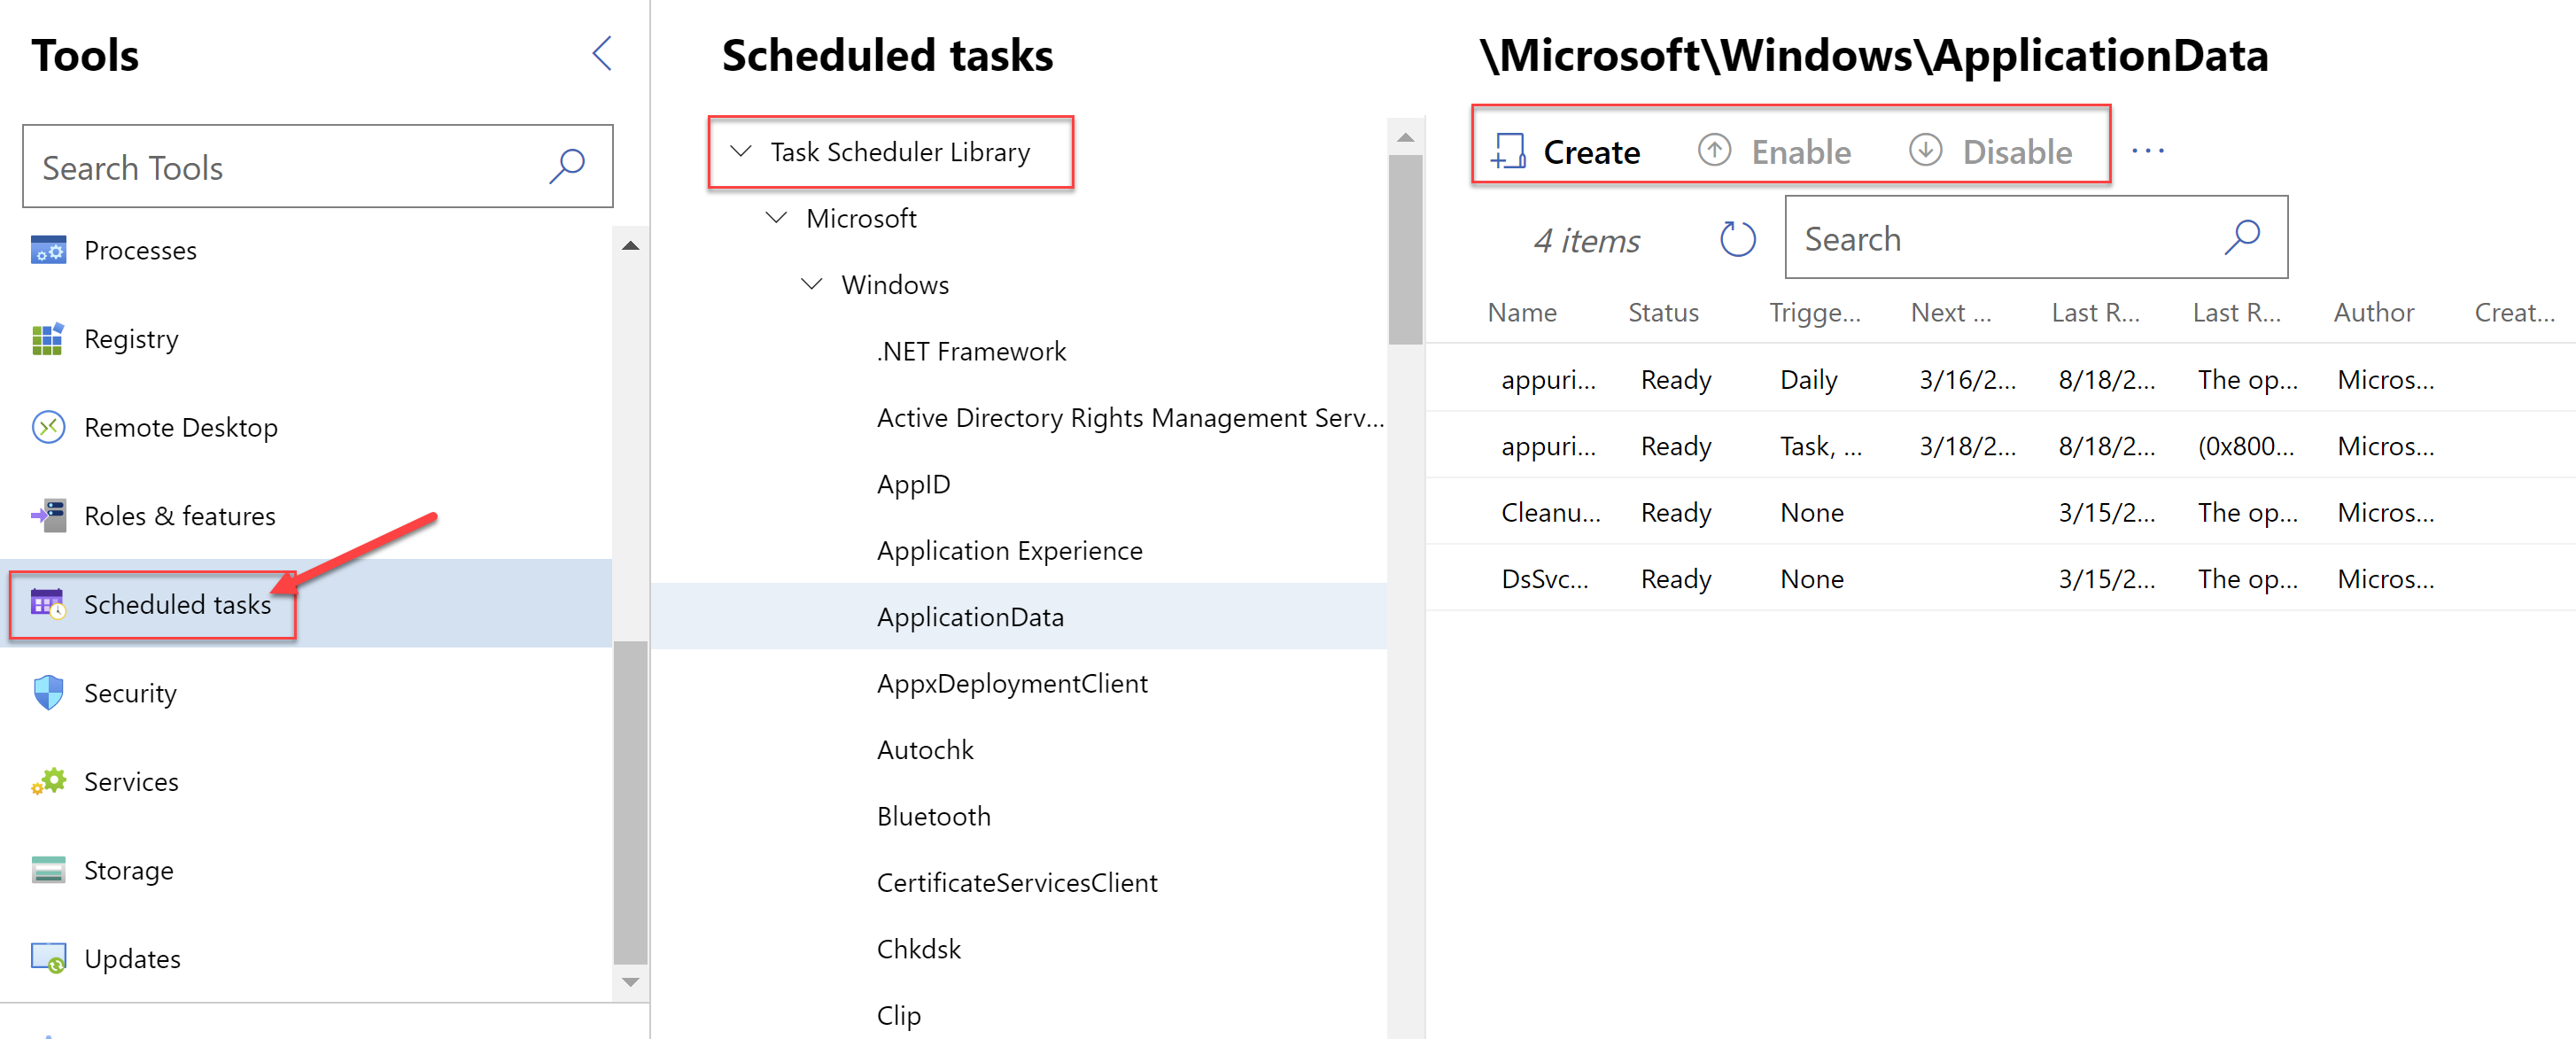 Tools
Search Tools
Processes
Registry
Remote Desktop
Roles & features
Scheduled tasks
Security
Services
Storage
Updates
Scheduled tasks
Task Scheduler Library
Microsoft
Windows
.NET Framework
Active Directory Rights Management Serv...
AppID
Application Experience
ApplicationData
AppxDeploymentClient
Autochk
Bluetooth
CertificateServicesClient
Chkdsk
Clip
\Microsoft\Windows\ApplicationData
Create Enable Disable ...
4 items Search
Name Status Trigge... Next ... Last R... Last R... Author Creat...
appuri... Ready Daily 3/16/2... 8/18/2... The op... Micros...
appuri... Ready Task, ... 3/18/2... 8/18/2... (0x800... Micros...
Cleanu... Ready None 3/15/2... The op... Micros...
DsSvc... Ready None 3/15/2... The op... Micros...